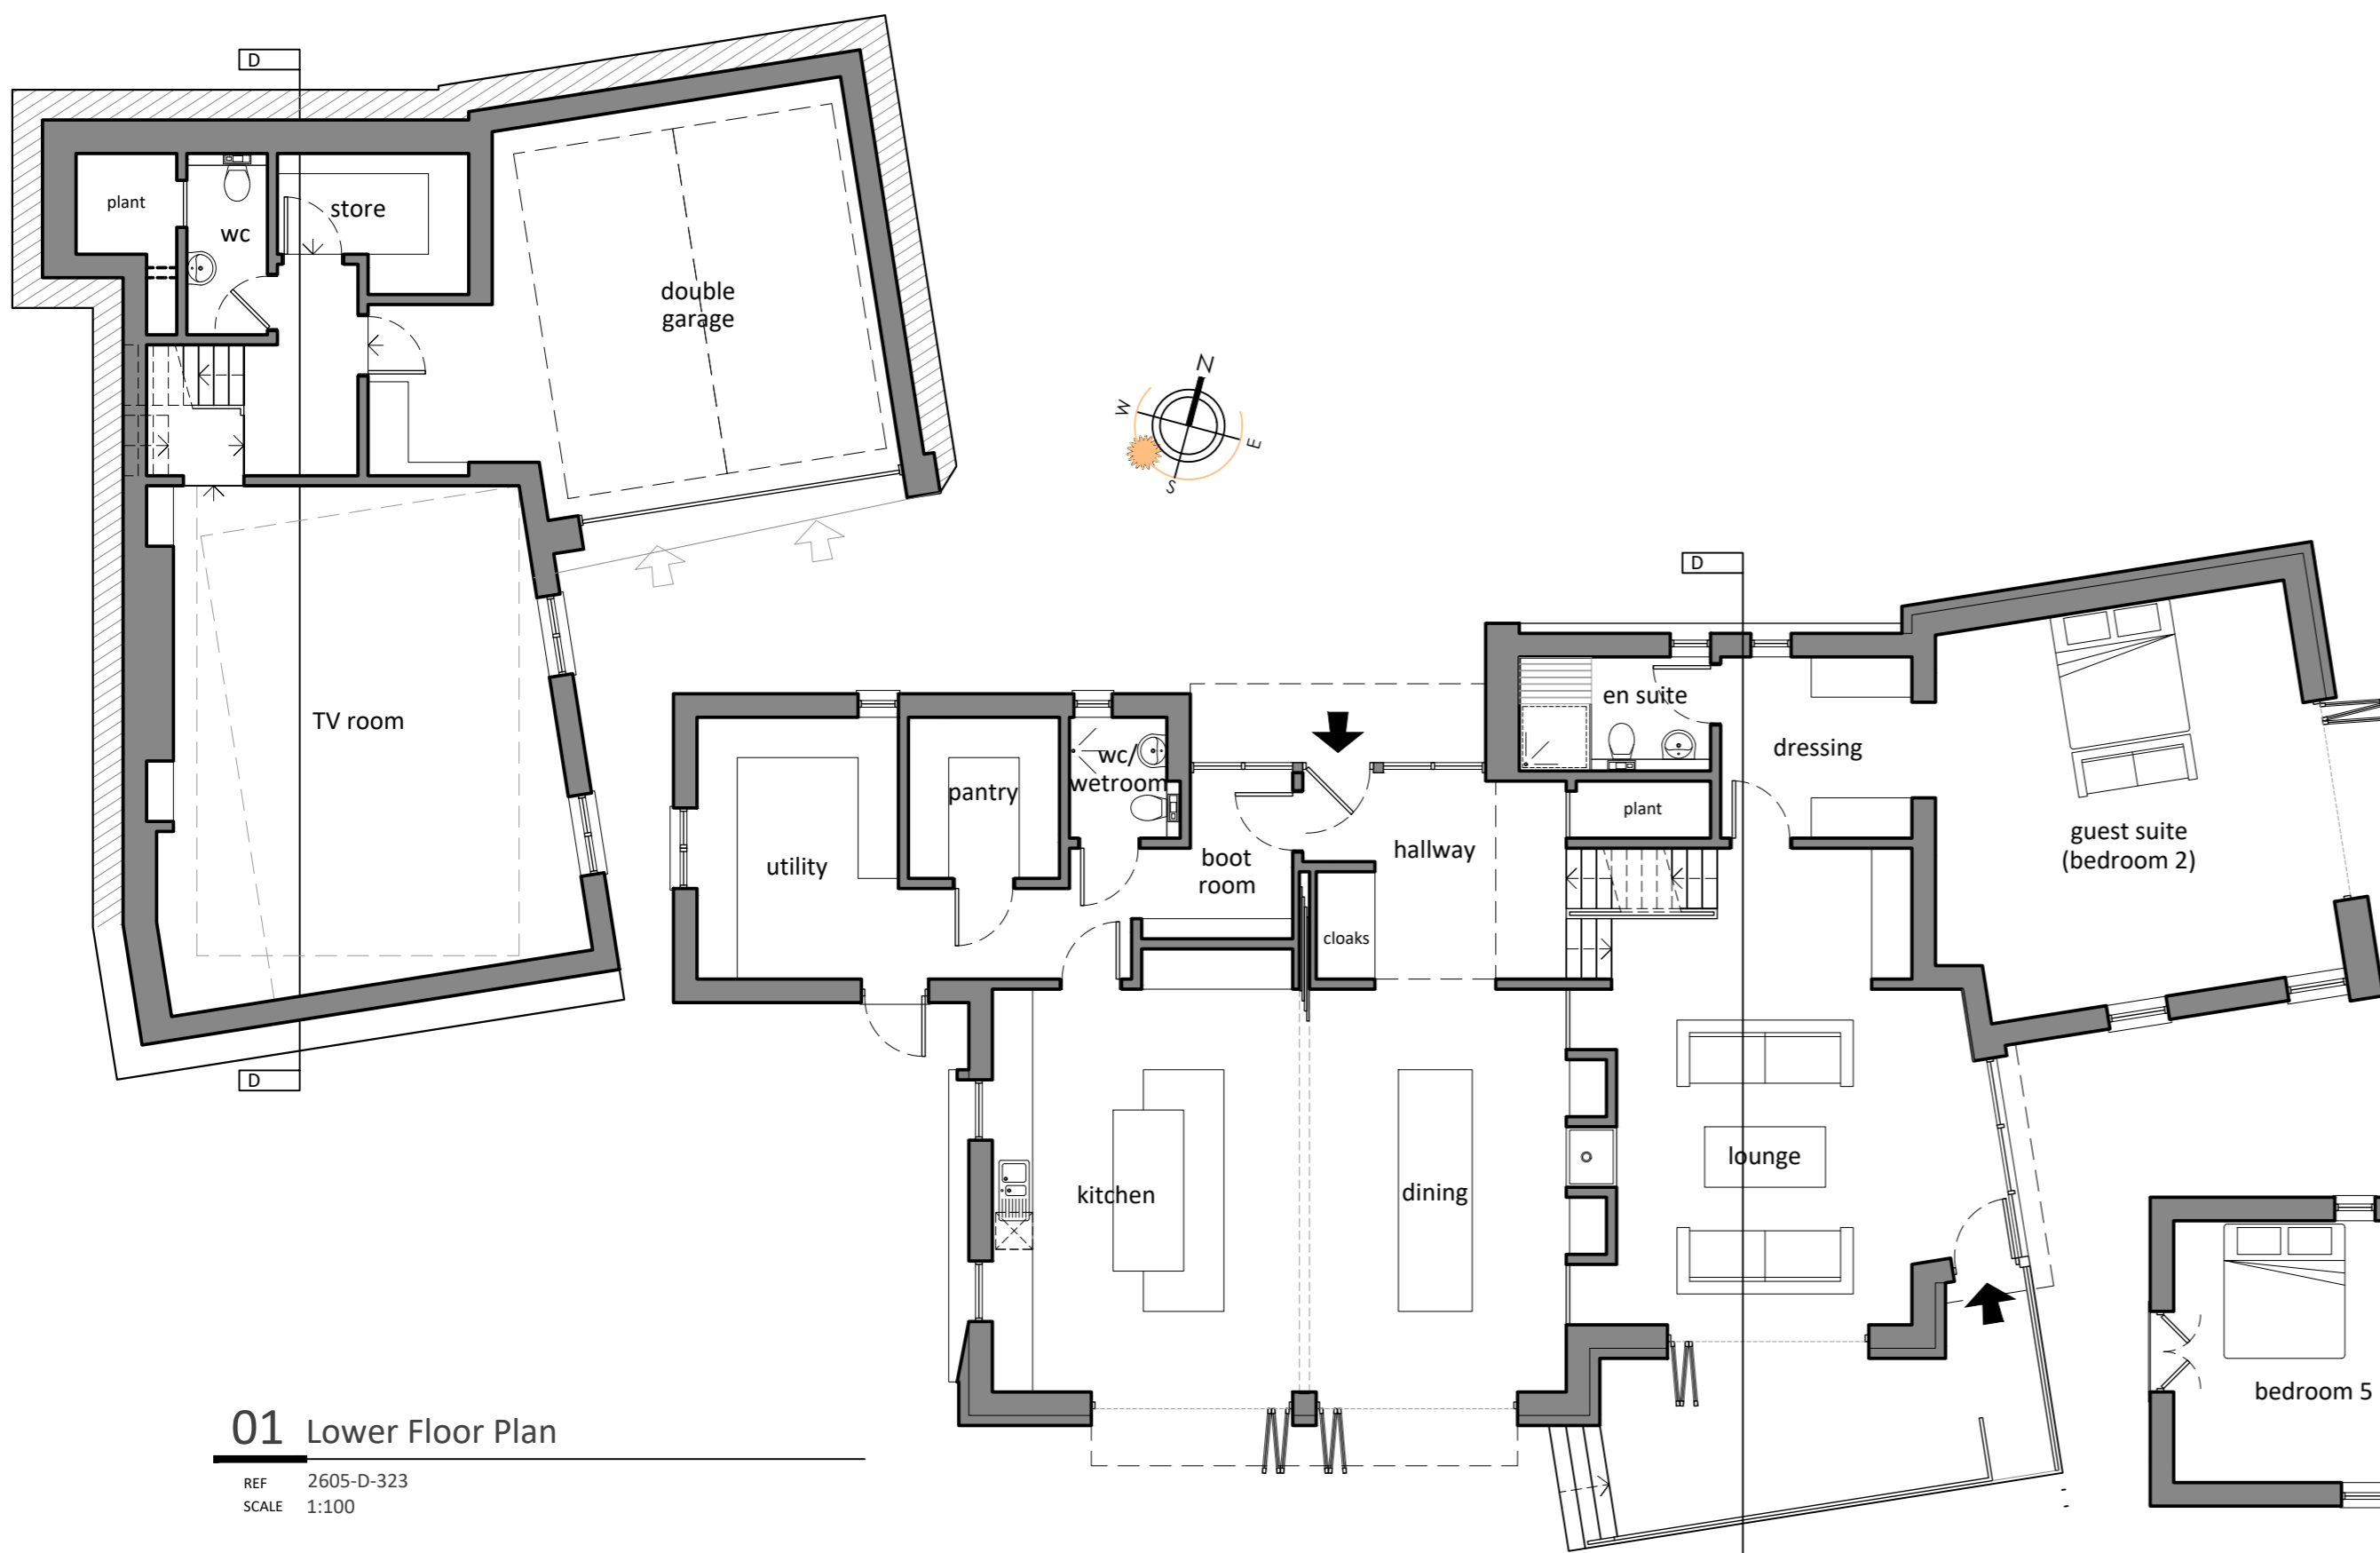 D
plant
wc
store
double
garage
TV room
D
N
W
E
S
D
en suite
dressing
plant
guest suite
(bedroom 2)
utility
pantry
wc/
wetroom
boot
room
hallway
cloaks
kitchen
dining
lounge
bedroom 5
01 Lower Floor Plan
REF 2605-D-323
SCALE 1:100